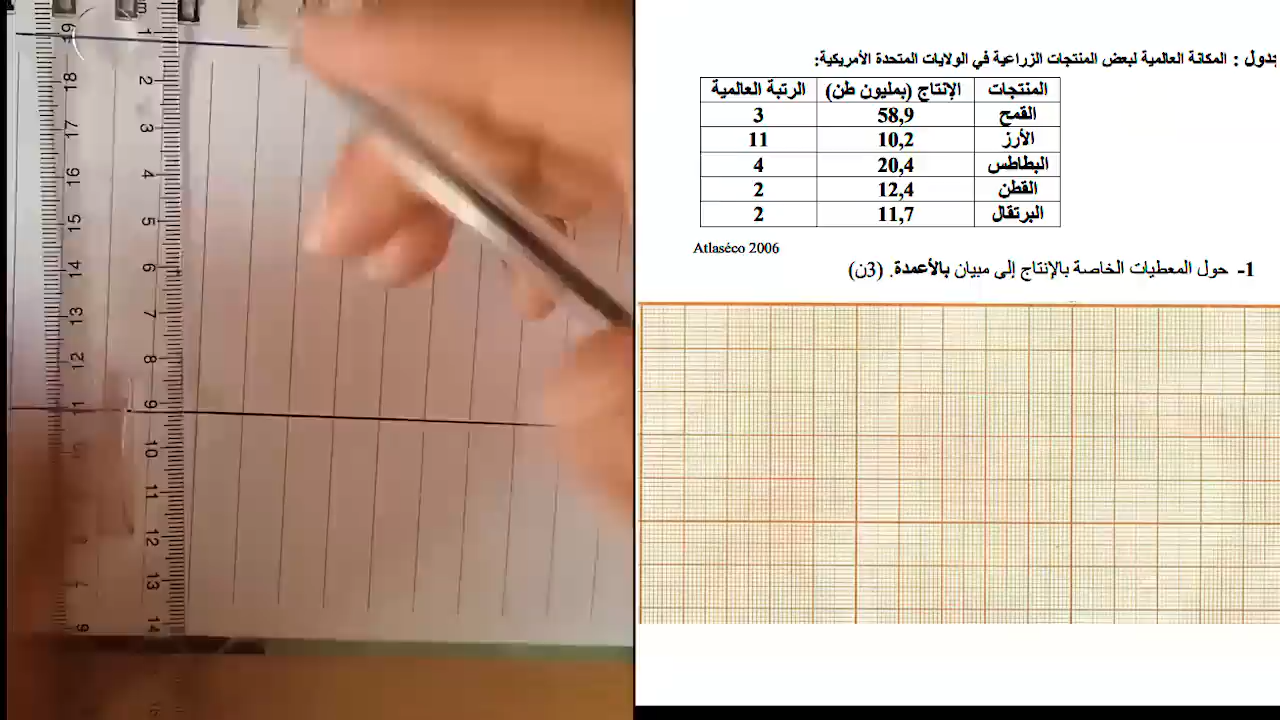 جدول : المكانة العالمية لبعض المنتجات الزراعية في الولايات المتحدة الأمريكية:
المنتجات الإنتاج (بمليون طن) الرتبة العالمية
القمح 58,9 3
الأرز 10,2 11
البطاطس 20,4 4
القطن 12,4 2
البرتقال 11,7 2
Atlaséco 2006
1- حول المعطيات الخاصة بالإنتاج إلى مبيان بالأعمدة. (3ن)
19 18 17 16 15 14 13 12 11 10 8 7 6
1 2 3 4 5 6 7 8 9 10 11 12 13 14